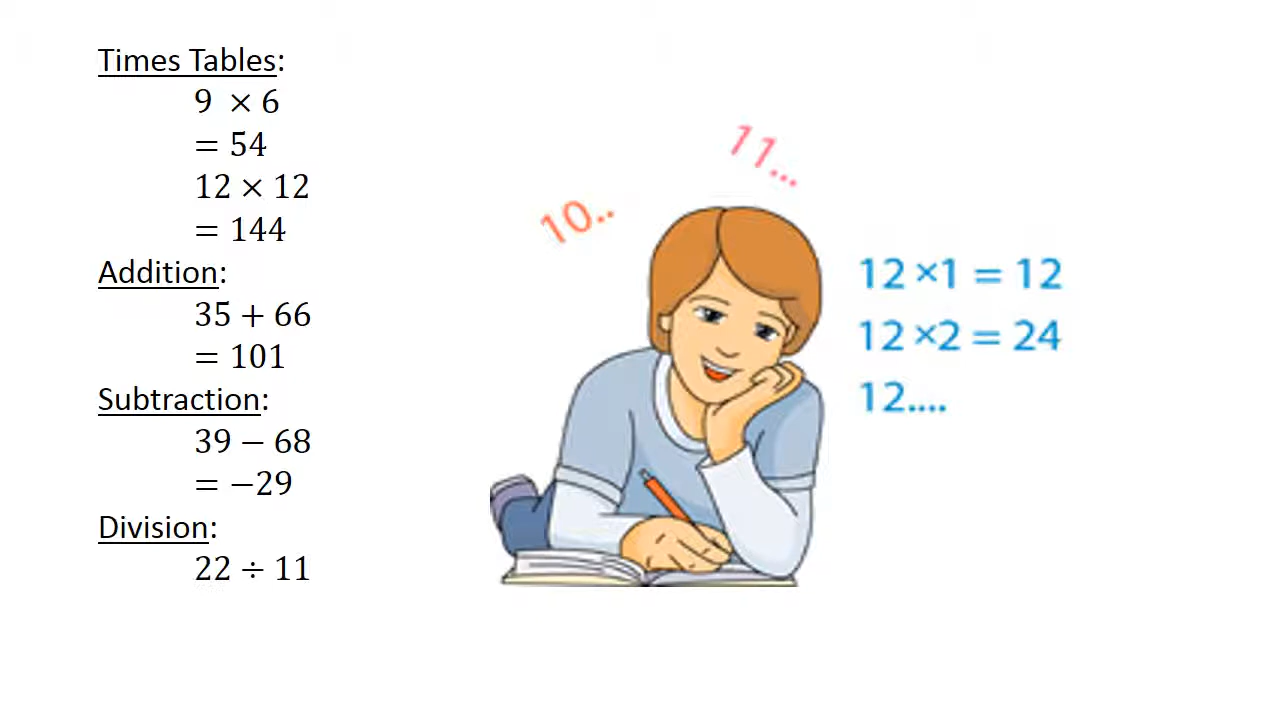 Times Tables:
9 × 6
= 54
12 × 12
= 144
Addition:
35 + 66
= 101
Subtraction:
39 − 68
= −29
Division:
22 ÷ 11
10..
11...
12 ×1 = 12
12 ×2 = 24
12....